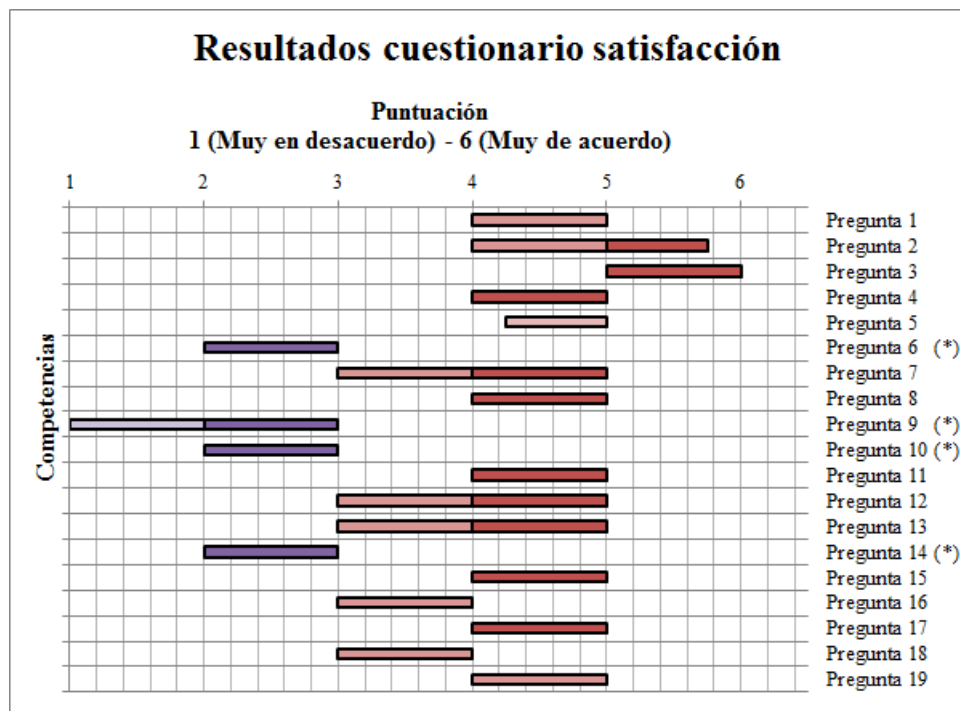 Resultados cuestionario satisfacción
Puntuación
1 (Muy en desacuerdo) - 6 (Muy de acuerdo)
1 2 3 4 5 6
Competencias
Pregunta 1
Pregunta 2
Pregunta 3
Pregunta 4
Pregunta 5
Pregunta 6 (*)
Pregunta 7
Pregunta 8
Pregunta 9 (*)
Pregunta 10 (*)
Pregunta 11
Pregunta 12
Pregunta 13
Pregunta 14 (*)
Pregunta 15
Pregunta 16
Pregunta 17
Pregunta 18
Pregunta 19